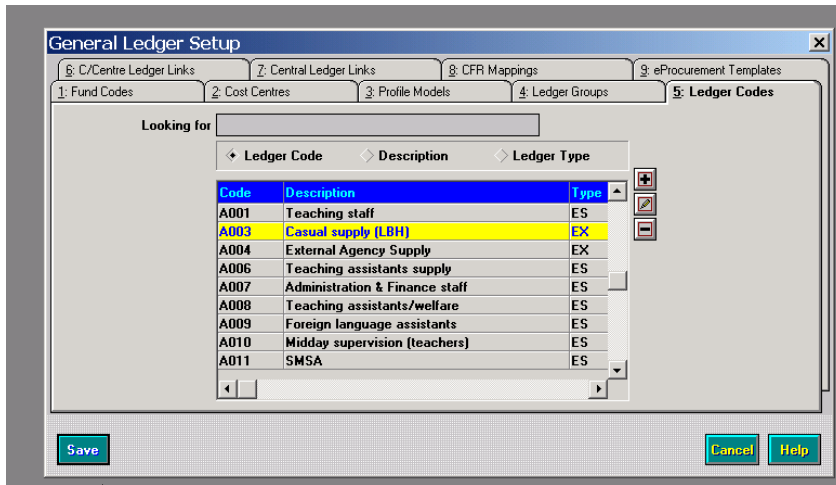 General Ledger Setup
6: C/Centre Ledger Links 7: Central Ledger Links 8: CFR Mappings 9: eProcurement Templates
1: Fund Codes 2: Cost Centres 3: Profile Models 4: Ledger Groups 5: Ledger Codes
Looking for
Ledger Code Description Ledger Type
Code Description Type
A001 Teaching staff ES
A003 Casual supply (LBH) EX
A004 External Agency Supply EX
A006 Teaching assistants supply ES
A007 Administration & Finance staff ES
A008 Teaching assistants/welfare ES
A009 Foreign language assistants ES
A010 Midday supervision (teachers) ES
A011 SMSA ES
Save Cancel Help